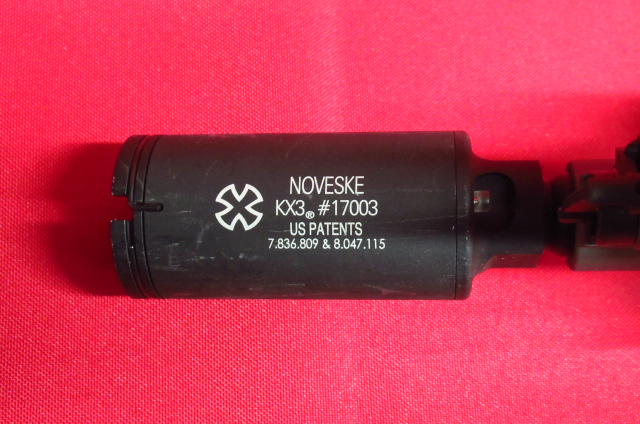 NOVESKE
KX3® #17003
US PATENTS
7.836.809 & 8.047.115